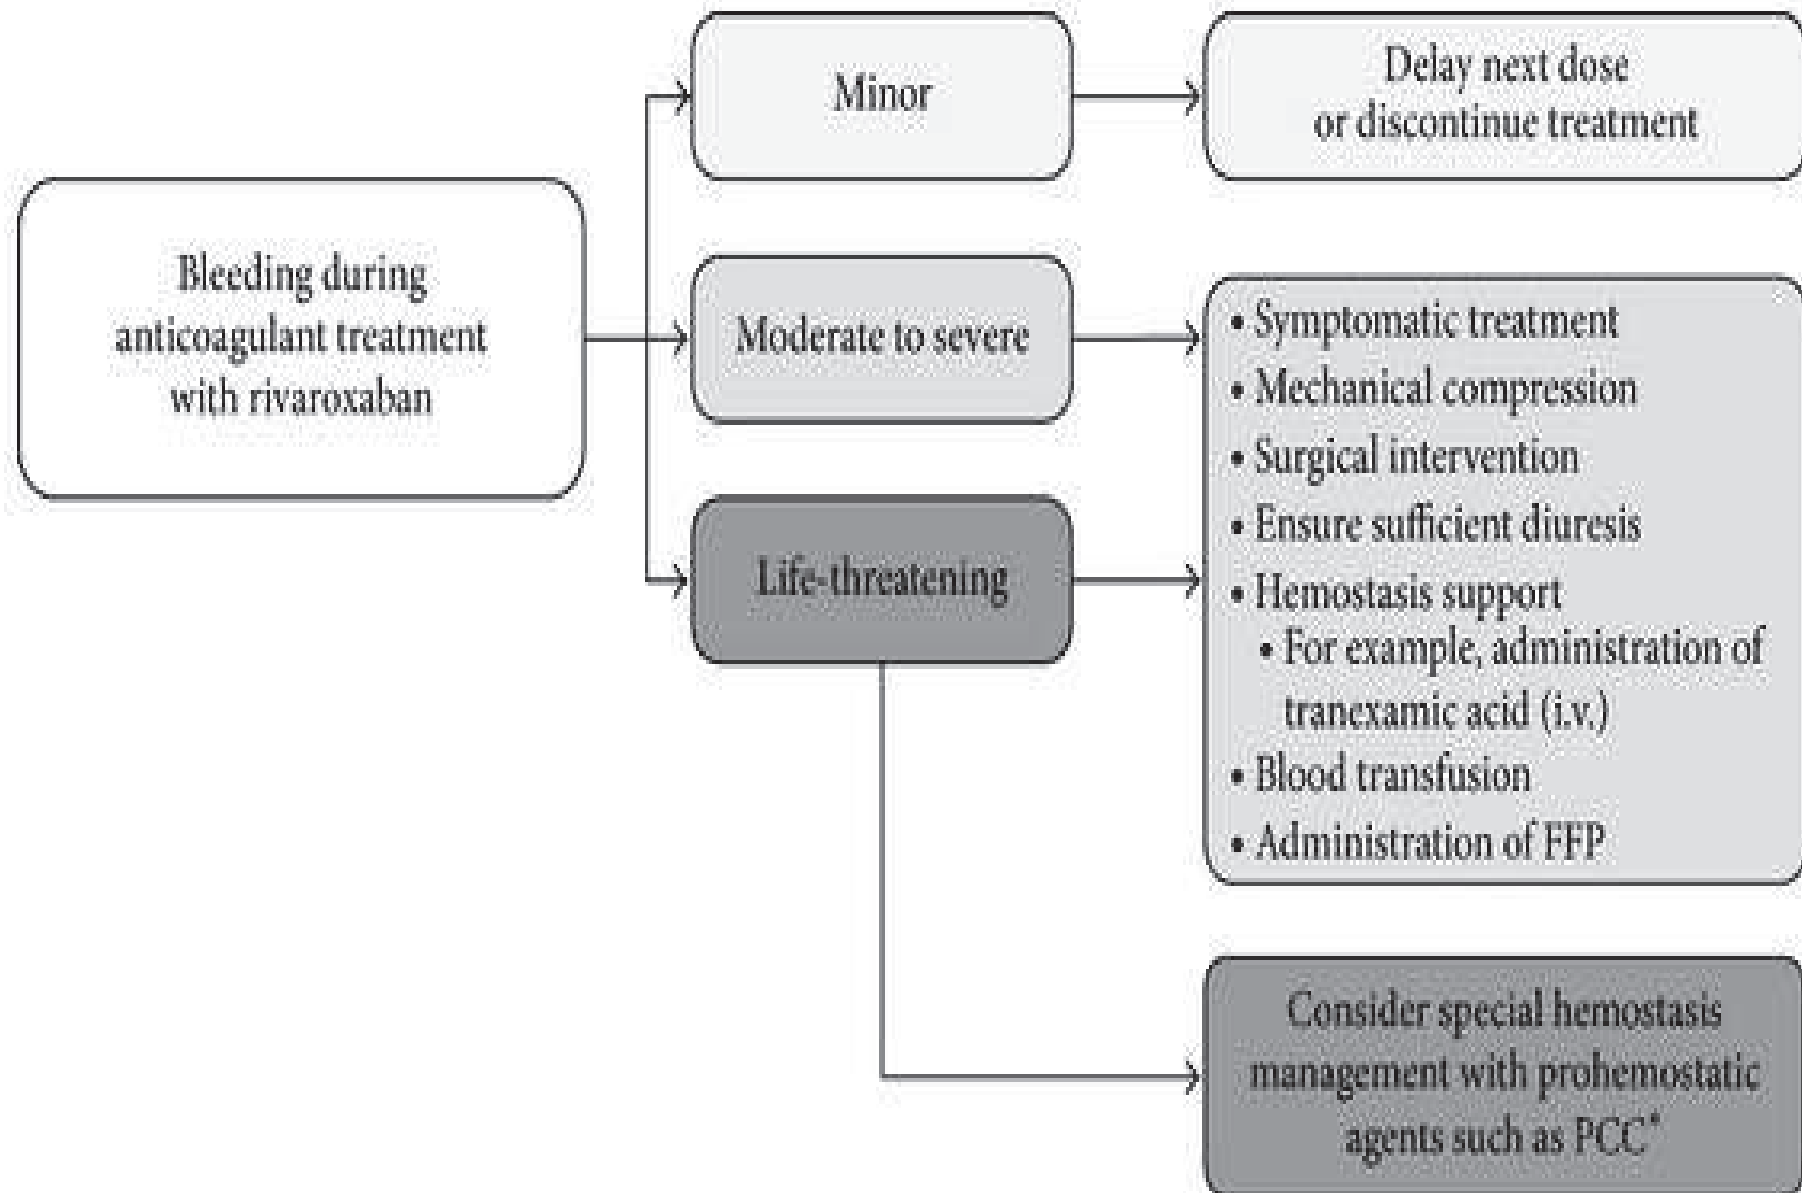 Bleeding during
anticoagulant treatment
with rivaroxaban
Minor
Delay next dose
or discontinue treatment
Moderate to severe
Life-threatening
• Symptomatic treatment
• Mechanical compression
• Surgical intervention
• Ensure sufficient diuresis
• Hemostasis support
• For example, administration of
tranexamic acid (i.v.)
• Blood transfusion
• Administration of FFP
Consider special hemostasis
management with prohemostatic
agents such as PCC*